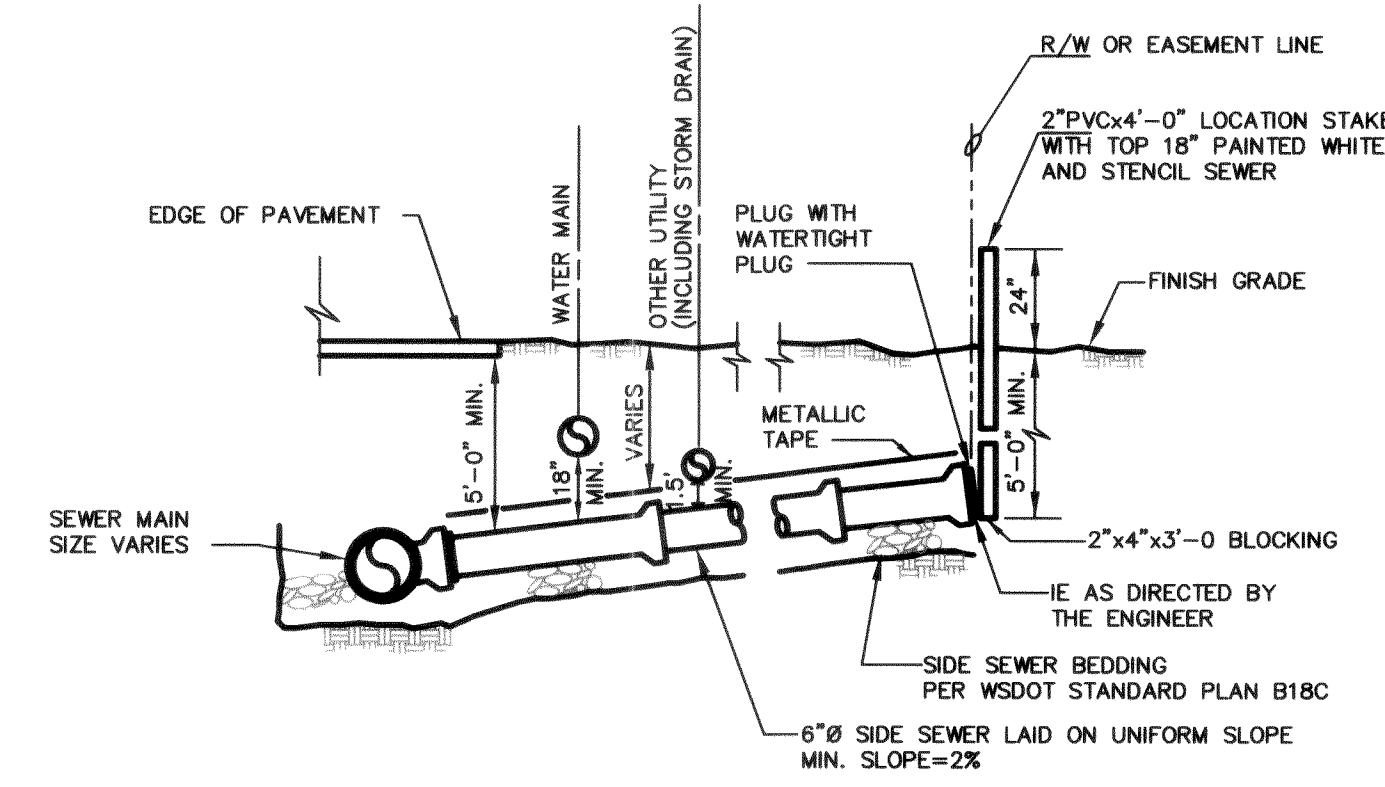 R/W OR EASEMENT LINE
2"PVCx4'-0" LOCATION STAKE
WITH TOP 18" PAINTED WHITE
AND STENCIL SEWER
EDGE OF PAVEMENT
WATER MAIN
OTHER UTILITY
(INCLUDING STORM DRAIN)
PLUG WITH
WATERTIGHT
PLUG
24"
FINISH GRADE
5'-0" MIN.
18"
MIN.
VARIES
1.5'
MIN.
METALLIC
TAPE
5'-0" MIN.
SEWER MAIN
SIZE VARIES
2"x4"x3'-0 BLOCKING
IE AS DIRECTED BY
THE ENGINEER
SIDE SEWER BEDDING
PER WSDOT STANDARD PLAN B18C
6"Ø SIDE SEWER LAID ON UNIFORM SLOPE
MIN. SLOPE=2%